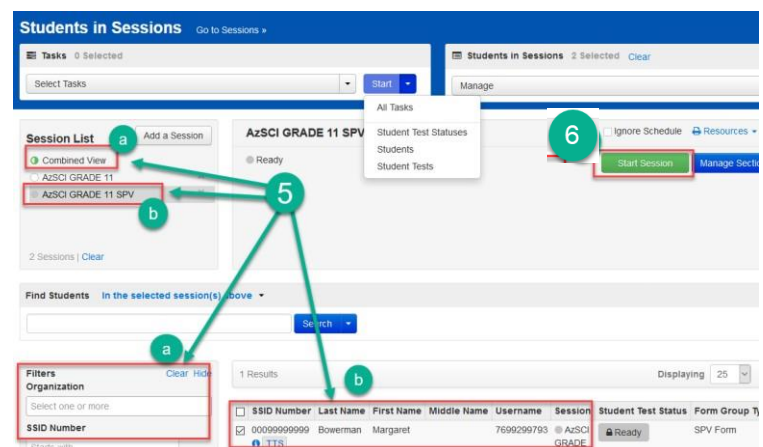 Students in Sessions Go to Sessions »
Tasks 0 Selected
Students in Sessions 2 Selected Clear
Select Tasks
Start
Manage
All Tasks
Student Test Statuses
Students
Student Tests
Session List
a
Add a Session
Combined View
AzSCI GRADE 11
AzSCI GRADE 11 SPV
b
5
2 Sessions | Clear
AzSCI GRADE 11 SPV
Ready
6
Ignore Schedule Resources
Start Session
Find Students In the selected session(s) above
Search
a
Filters Clear Hide
Organization
Select one or more
SSID Number
1 Results
b
Displaying 25
SSID Number Last Name First Name Middle Name Username Session Student Test Status Form Group
00099999999 Bowerman Margaret 7699299793 AzSCI Ready SPV Form
TTS GRADE